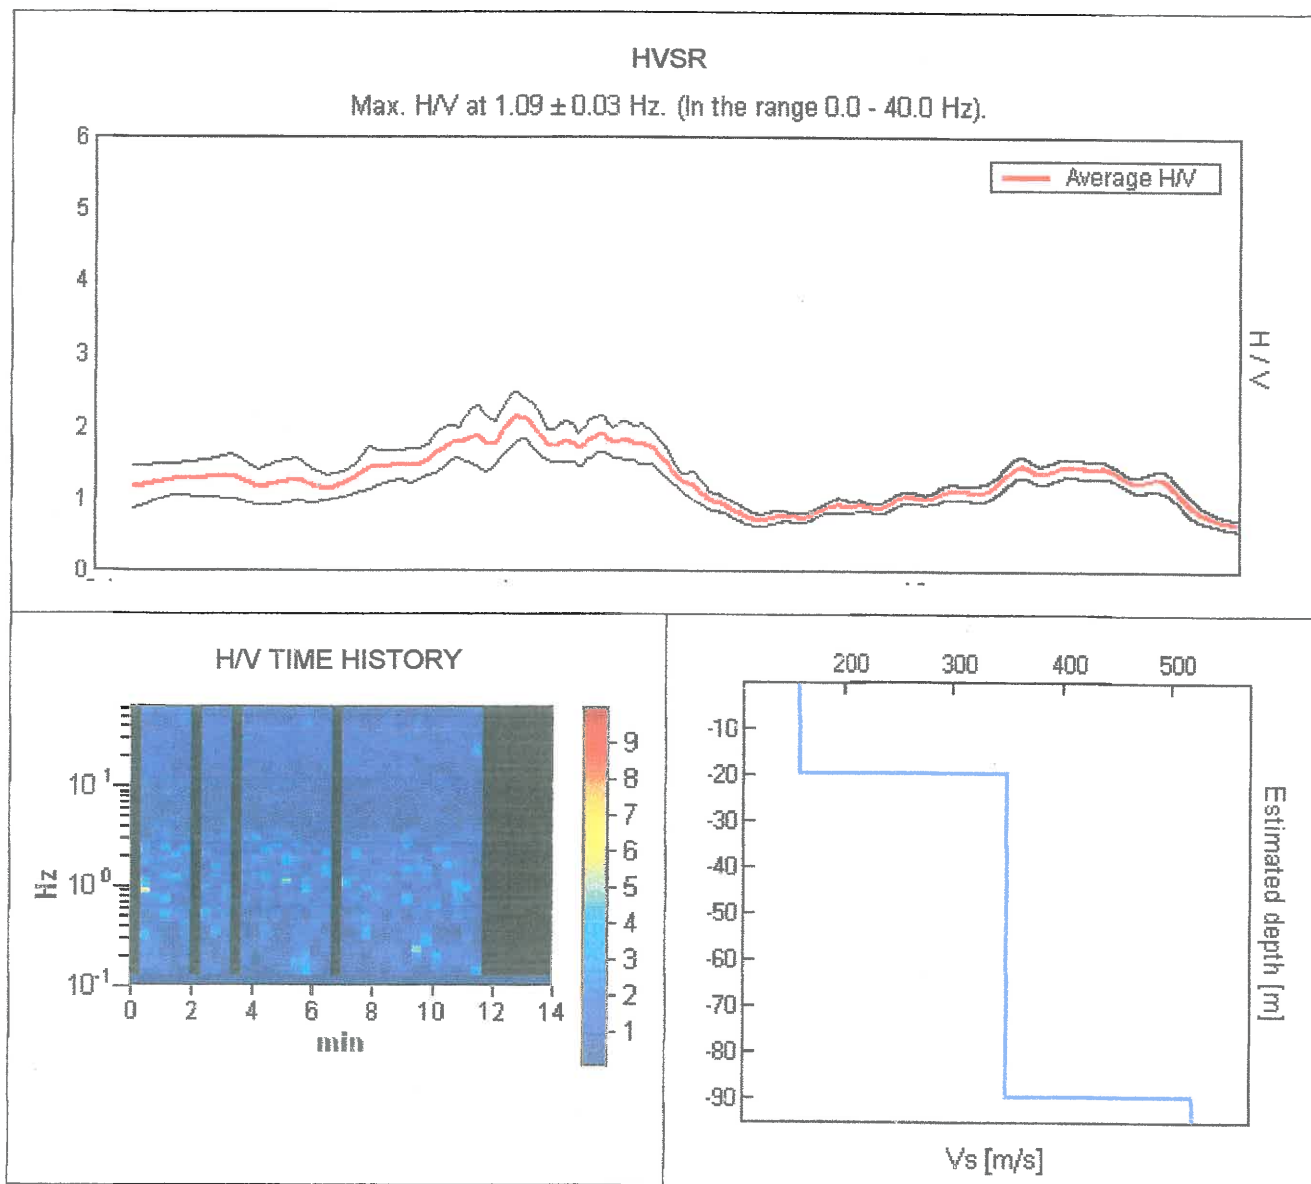 HVSR
Max. H/V at 1.09 ± 0.03 Hz. (In the range 0.0 - 40.0 Hz).
6
5
4
3
2
1
0
Average H/V
H / V
H/V TIME HISTORY
Hz
10¹
10⁰
10⁻¹
0 2 4 6 8 10 12 14
min
9
8
7
6
5
4
3
2
1
200 300 400 500
-10
-20
-30
-40
-50
-60
-70
-80
-90
Estimated depth [m]
Vs [m/s]